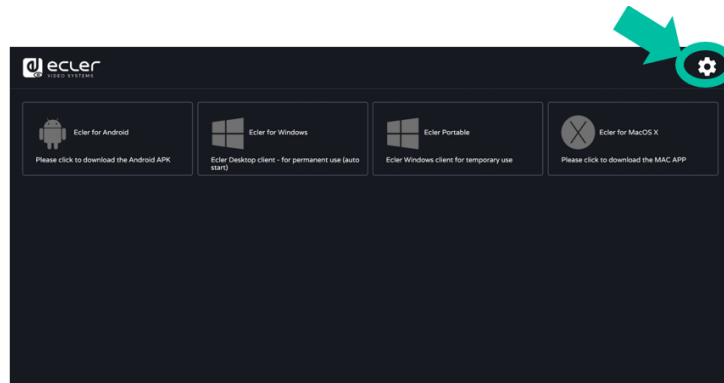 ecler
VIDEO SYSTEMS
Ecler for Android
Please click to download the Android APK
Ecler for Windows
Ecler Desktop client - for permanent use (auto
start)
Ecler Portable
Ecler Windows client for temporary use
Ecler for MacOS X
Please click to download the MAC APP